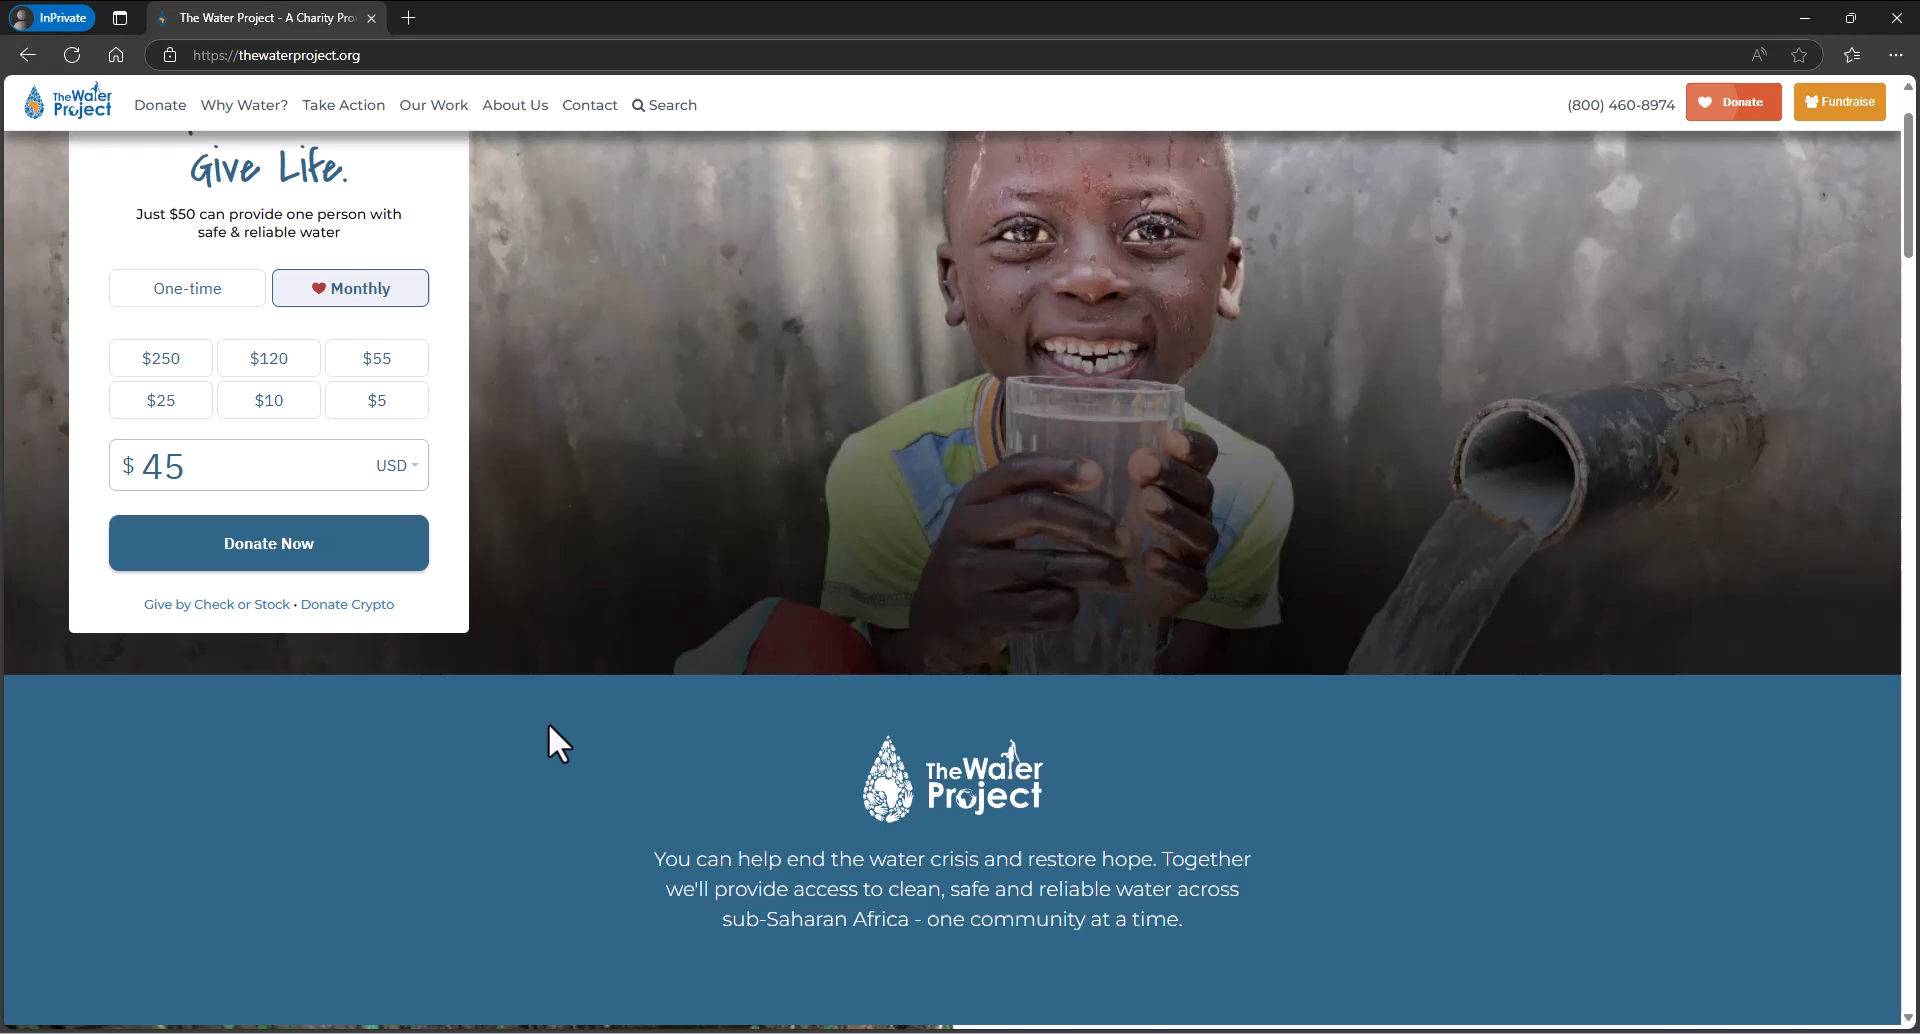 InPrivate
The Water Project - A Charity Pro
https://thewaterproject.org
The Water
Project
Donate
Why Water?
Take Action
Our Work
About Us
Contact
Search
(800) 460-8974
Donate
Fundraise
Give Life.
Just $50 can provide one person with
safe & reliable water
One-time
Monthly
$250
$120
$55
$25
$10
$5
$ 45
USD
Donate Now
Give by Check or Stock • Donate Crypto
The Water
Project
You can help end the water crisis and restore hope. Together
we'll provide access to clean, safe and reliable water across
sub-Saharan Africa - one community at a time.